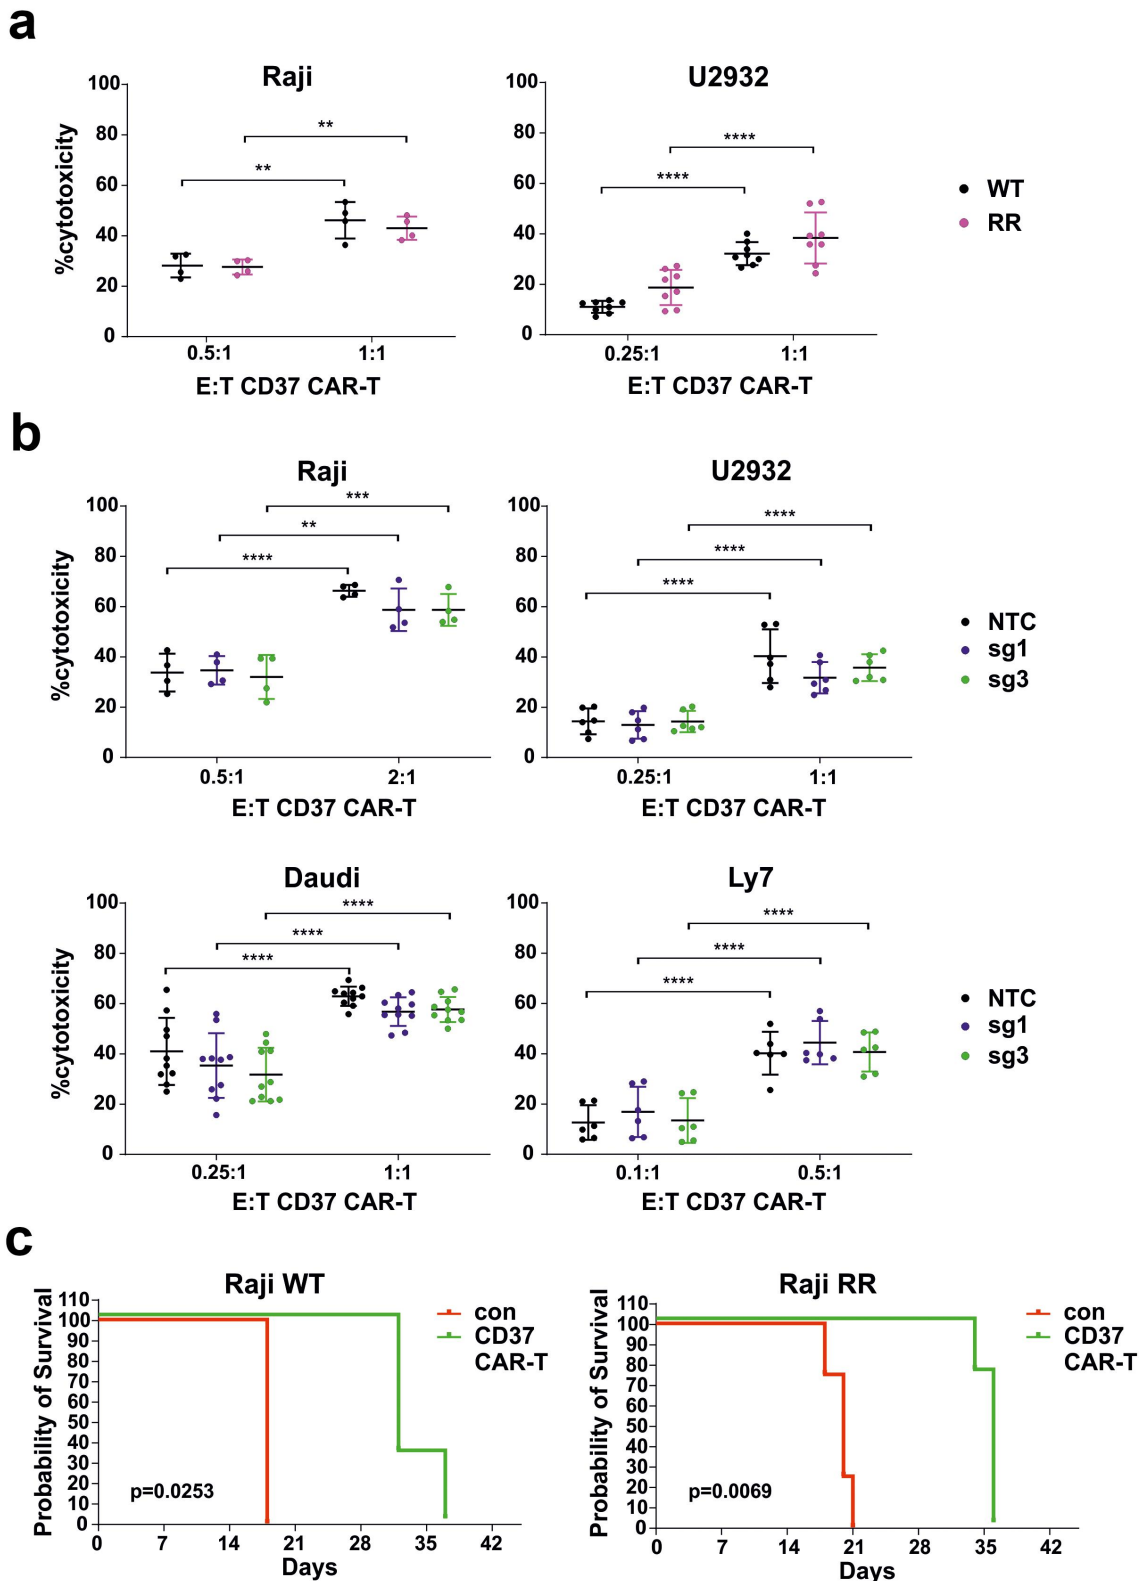 a
Raji
U2932
100
80
60
40
20
0
%cytotoxicity
**
**
0.5:1
1:1
E:T CD37 CAR-T
100
80
60
40
20
0
****
****
0.25:1
1:1
E:T CD37 CAR-T
WT
RR
b
Raji
U2932
100
80
60
40
20
0
%cytotoxicity
***
**
****
0.5:1
2:1
E:T CD37 CAR-T
100
80
60
40
20
0
****
****
****
0.25:1
1:1
E:T CD37 CAR-T
NTC
sg1
sg3
Daudi
Ly7
100
80
60
40
20
0
%cytotoxicity
****
****
****
0.25:1
1:1
E:T CD37 CAR-T
100
80
60
40
20
0
****
****
****
0.1:1
0.5:1
E:T CD37 CAR-T
NTC
sg1
sg3
c
Raji WT
110
100
90
80
70
60
50
40
30
20
10
0
Probability of Survival
p=0.0253
0 7 14 21 28 35 42
Days
con
CD37
CAR-T
Raji RR
110
100
90
80
70
60
50
40
30
20
10
0
Probability of Survival
p=0.0069
0 7 14 21 28 35 42
Days
con
CD37
CAR-T